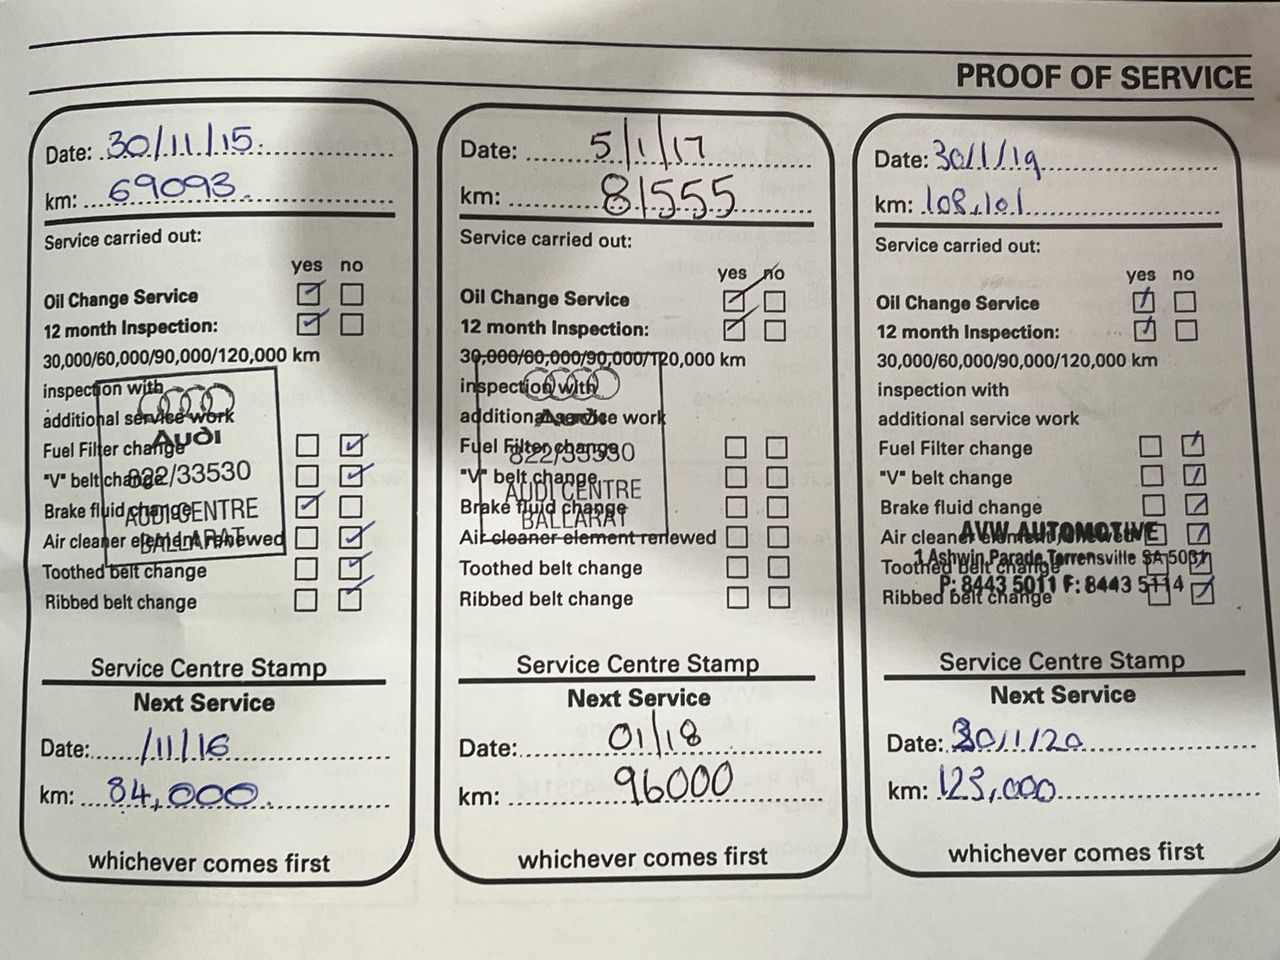 PROOF OF SERVICE
Date: 30/11/15
km: 69093
Service carried out:
yes no
Oil Change Service
12 month Inspection:
30,000/60,000/90,000/120,000 km
inspection with
additional service work
Fuel Filter change
"V" belt change
Brake fluid change
Air cleaner element renewed
Toothed belt change
Ribbed belt change
Audi
822/33530
AUDI CENTRE
BALLARAT
Service Centre Stamp
Next Service
Date: /11/16
km: 84,000
whichever comes first
Date: 5/1/17
km: 81555
Service carried out:
yes no
Oil Change Service
12 month Inspection:
30,000/60,000/90,000/120,000 km
inspection with
additional service work
Fuel Filter change
"V" belt change
Brake fluid change
Air cleaner element renewed
Toothed belt change
Ribbed belt change
Audi
822/33530
AUDI CENTRE
BALLARAT
Service Centre Stamp
Next Service
Date: 01/18
km: 96000
whichever comes first
Date: 30/1/19
km: 108,101
Service carried out:
yes no
Oil Change Service
12 month Inspection:
30,000/60,000/90,000/120,000 km
inspection with
additional service work
Fuel Filter change
"V" belt change
Brake fluid change
Air cleaner element renewed
Toothed belt change
Ribbed belt change
AVW AUTOMOTIVE
1 Ashwin Parade Torrensville SA 5031
P: 8443 5011 F: 8443 5114
Service Centre Stamp
Next Service
Date: 30/1/20
km: 123,000
whichever comes first